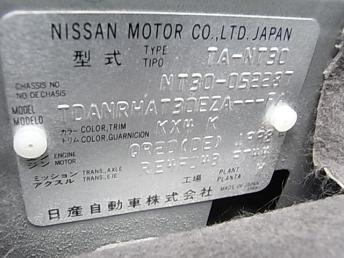 NISSAN MOTOR CO., LTD. JAPAN
型式 TYPE TIPO TA-NT30
CHASSIS NO NO DE CHASIS NT30-052237
MODEL MODELO TDANRHAT30EZA----
カラー COLOR, TRIM トリム COLOR, GUARNICION KX4 K
エンジン ENGINE MOTOR QR20(DE)
ミッション TRANS., AXLE アクスル TRANS., EJE
工場 PLANT PLANTA
日産自動車株式会社 MADE IN JAPAN